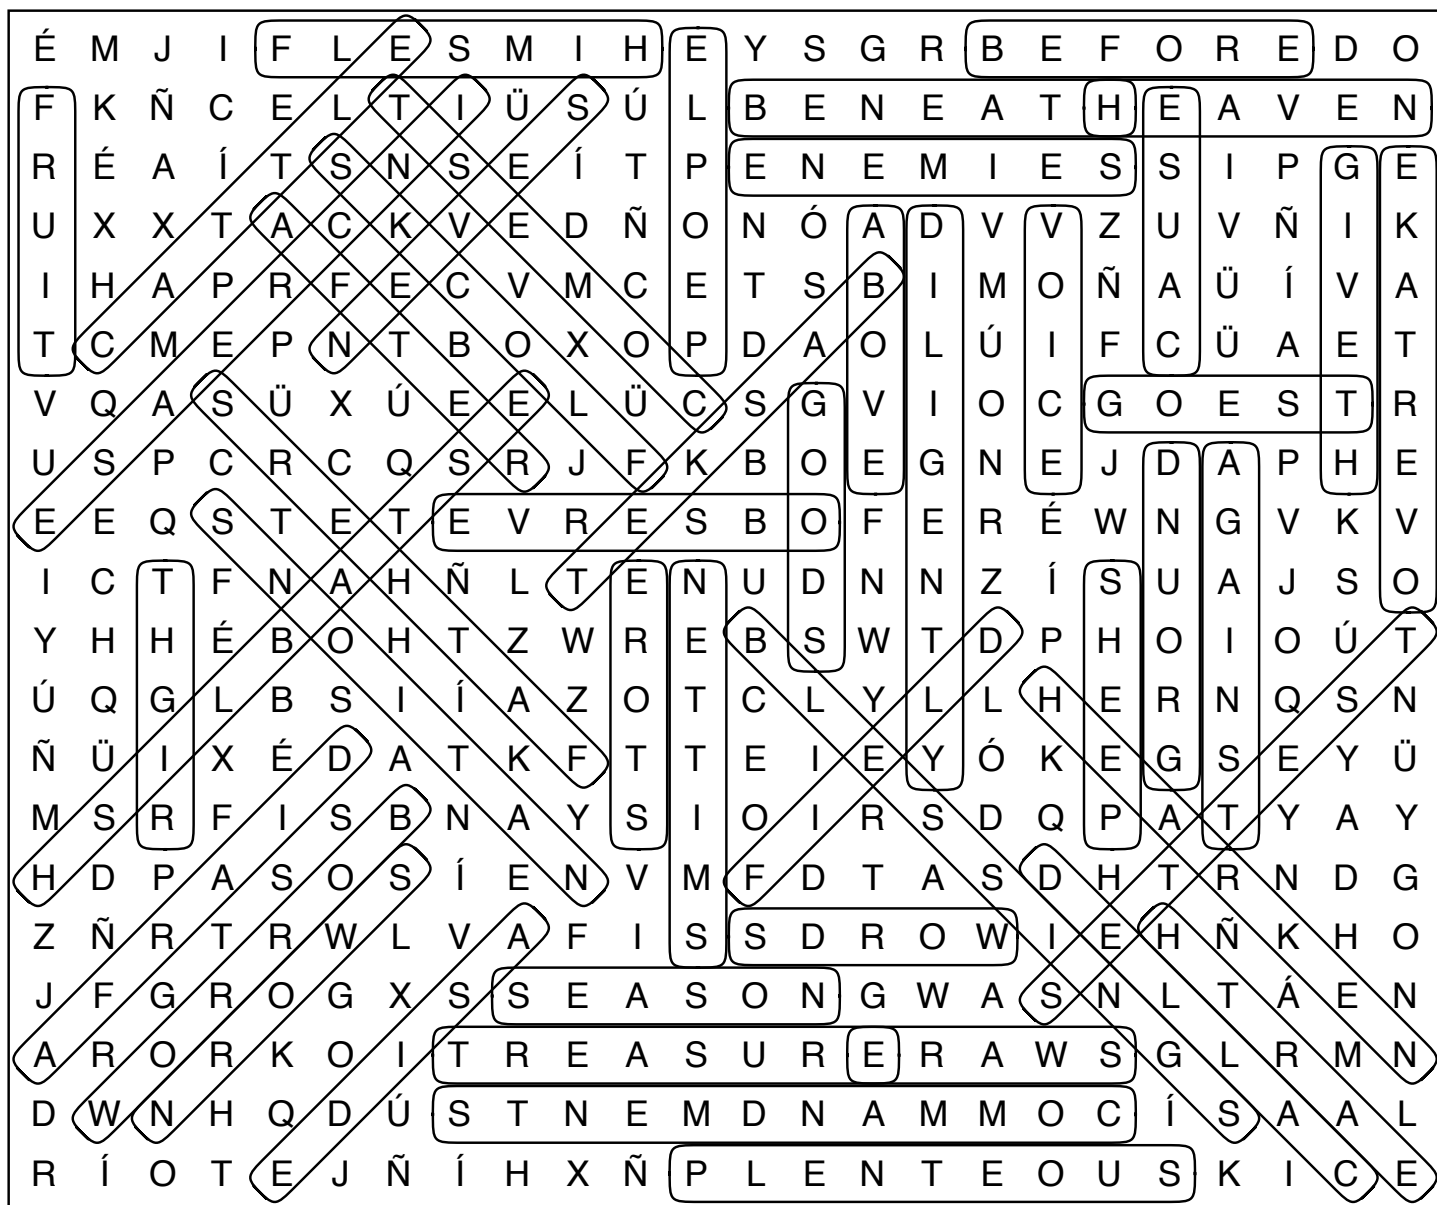 É M J I F L E S M I H E Y S G R B E F O R E D O
F K Ñ C E L T I Ü S Ú L B E N E A T H E A V E N
R É A Í T S N S E Í T P E N E M I E S S I P G E
U X X T A C K V E D Ñ O N Ó A D V V Z U V Ñ I K
I H A P R F E C V M C E T S B I M O Ñ A Ü Í V A
T C M E P N T B O X O P D A O L Ú I F C Ü A E T
V Q A S Ü X Ú E E L Ü C S G V I O C G O E S T R
U S P C R C Q S R J F K B O E G N E J D A P H E
E E Q S T E T E V R E S B O F E R É W N G V K V
I C T F N A H Ñ L T E N U D N N Z Í S U A J S O
Y H H É B O H T Z W R E B S W T D P H O I O Ú T
Ú Q G L B S I Í A Z O T C L Y L L H E R N Q S N
Ñ Ü I X É D A T K F T T E I E Y Ó K E G S E Y Ü
M S R F I S B N A Y S I O I R S D Q P A T Y A Y
H D P A S O S Í E N V M F D T A S D H T R N D G
Z Ñ R T R W L V A F I S S D R O W I E H Ñ K H O
J F G R O G X S S E A S O N G W A S N L T Á E N
A R O R K O I T R E A S U R E R A W S G L R M N
D W N H Q D Ú S T N E M D N A M M O C Í S A A L
R Í O T E J Ñ Í H X Ñ P L E N T E O U S K I C E